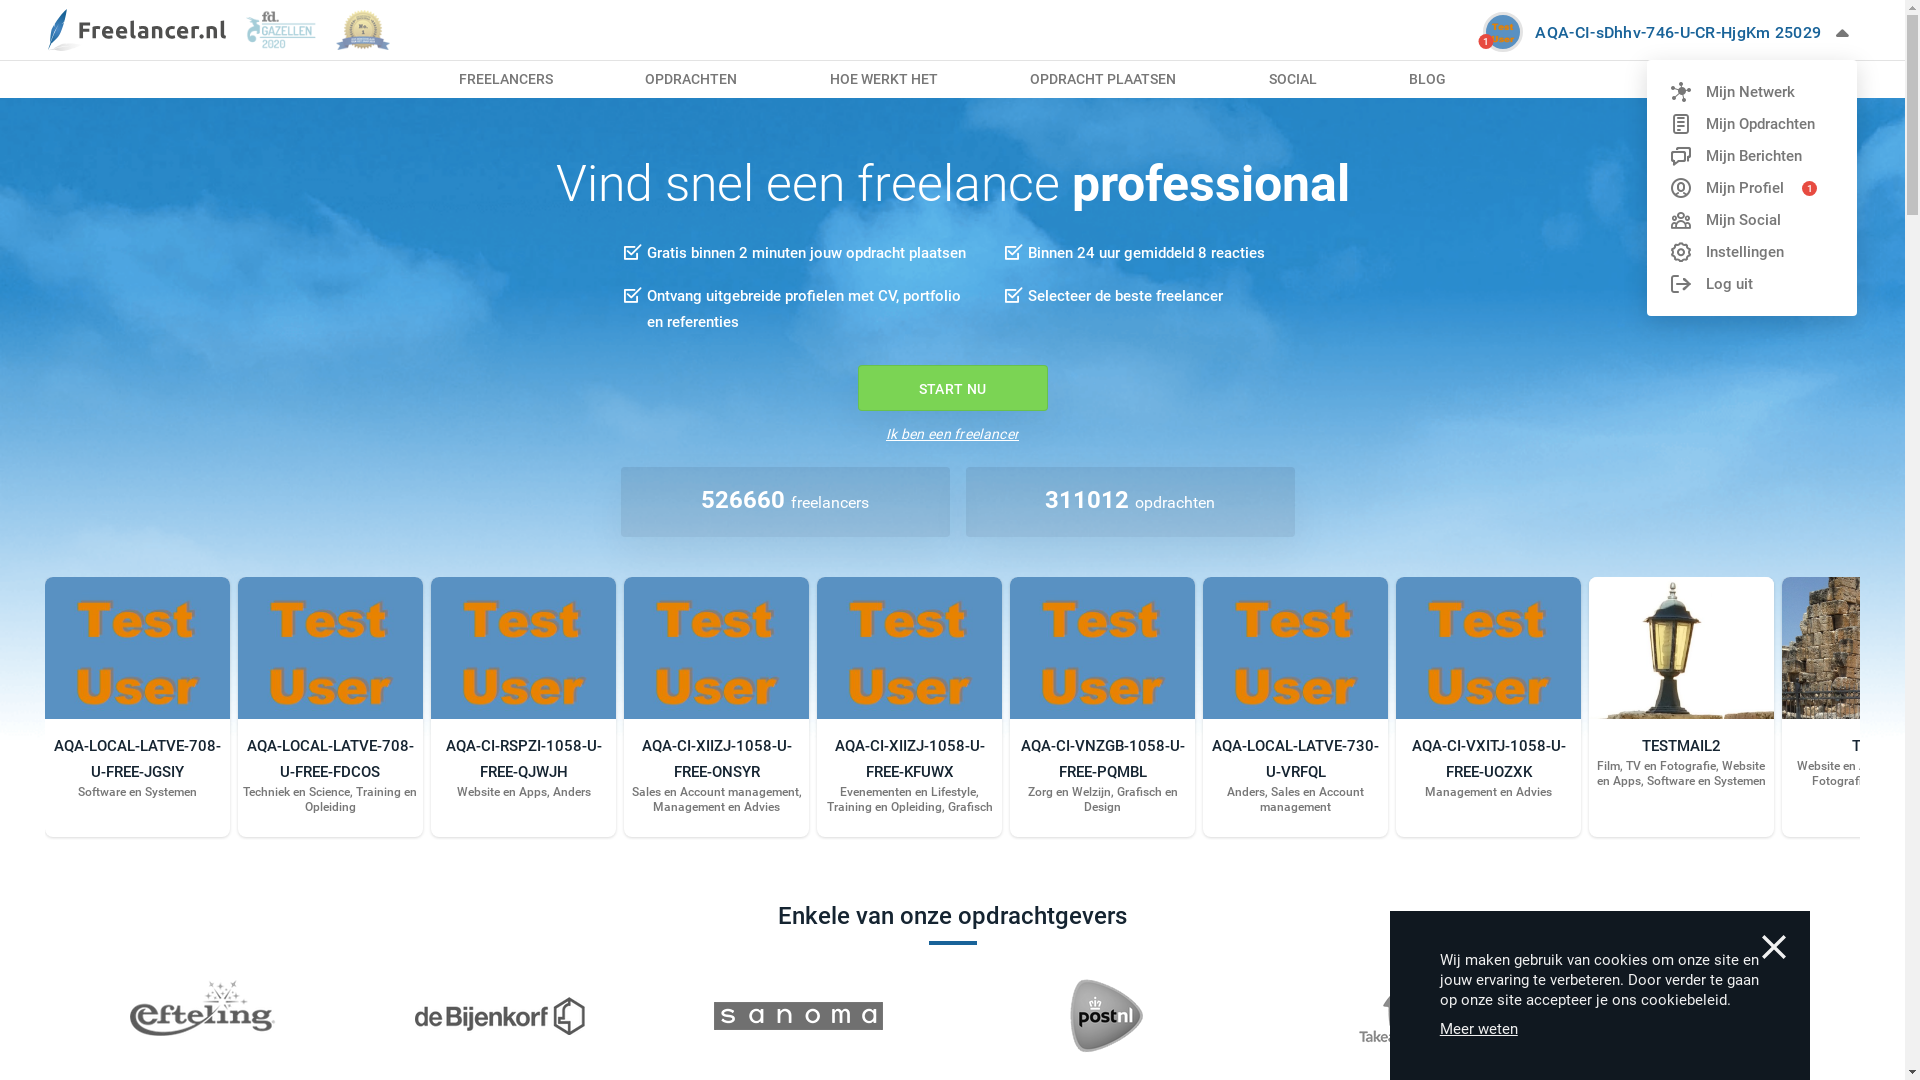 Freelancer.nl
fd.
GAZELLEN
2020
No.
1
Test
User
1
AQA-CI-sDhhv-746-U-CR-HjgKm 25029
FREELANCERS
OPDRACHTEN
HOE WERKT HET
OPDRACHT PLAATSEN
SOCIAL
BLOG
Mijn Netwerk
Mijn Opdrachten
Mijn Berichten
Mijn Profiel 1
Mijn Social
Instellingen
Log uit
Vind snel een freelance professional
Gratis binnen 2 minuten jouw opdracht plaatsen
Binnen 24 uur gemiddeld 8 reacties
Ontvang uitgebreide profielen met CV, portfolio
en referenties
Selecteer de beste freelancer
START NU
Ik ben een freelancer
526660 freelancers
311012 opdrachten
Test
User
AQA-LOCAL-LATVE-708-
U-FREE-JGSIY
Software en Systemen
Test
User
AQA-LOCAL-LATVE-708-
U-FREE-FDCOS
Techniek en Science, Training en
Opleiding
Test
User
AQA-CI-RSPZI-1058-U-
FREE-QJWJH
Website en Apps, Anders
Test
User
AQA-CI-XIIZJ-1058-U-
FREE-ONSYR
Sales en Account management,
Management en Advies
Test
User
AQA-CI-XIIZJ-1058-U-
FREE-KFUWX
Evenementen en Lifestyle,
Training en Opleiding, Grafisch
Test
User
AQA-CI-VNZGB-1058-U-
FREE-PQMBL
Zorg en Welzijn, Grafisch en
Design
Test
User
AQA-LOCAL-LATVE-730-
U-VRFQL
Anders, Sales en Account
management
Test
User
AQA-CI-VXITJ-1058-U-
FREE-UOZXK
Management en Advies
TESTMAIL2
Film, TV en Fotografie, Website
en Apps, Software en Systemen
T
Website en
Fotografi
Enkele van onze opdrachtgevers
efteling
de Bijenkorf
sanoma
postnl
Takea
Wij maken gebruik van cookies om onze site en
jouw ervaring te verbeteren. Door verder te gaan
op onze site accepteer je ons cookiebeleid.
Meer weten